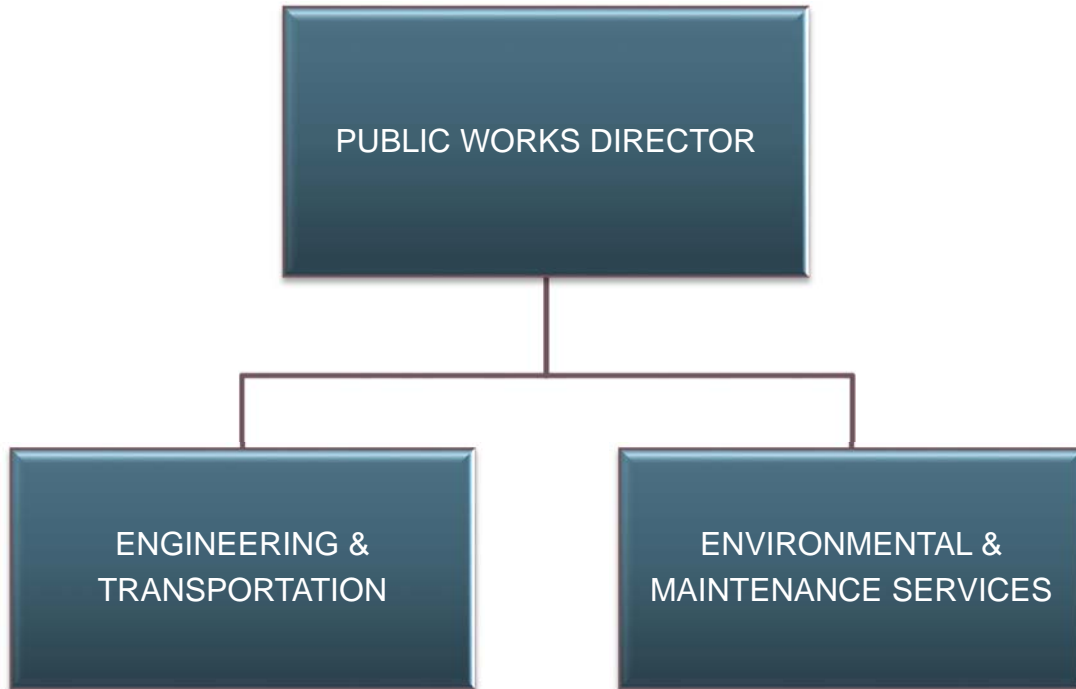 PUBLIC WORKS DIRECTOR
ENGINEERING &
TRANSPORTATION
ENVIRONMENTAL &
MAINTENANCE SERVICES